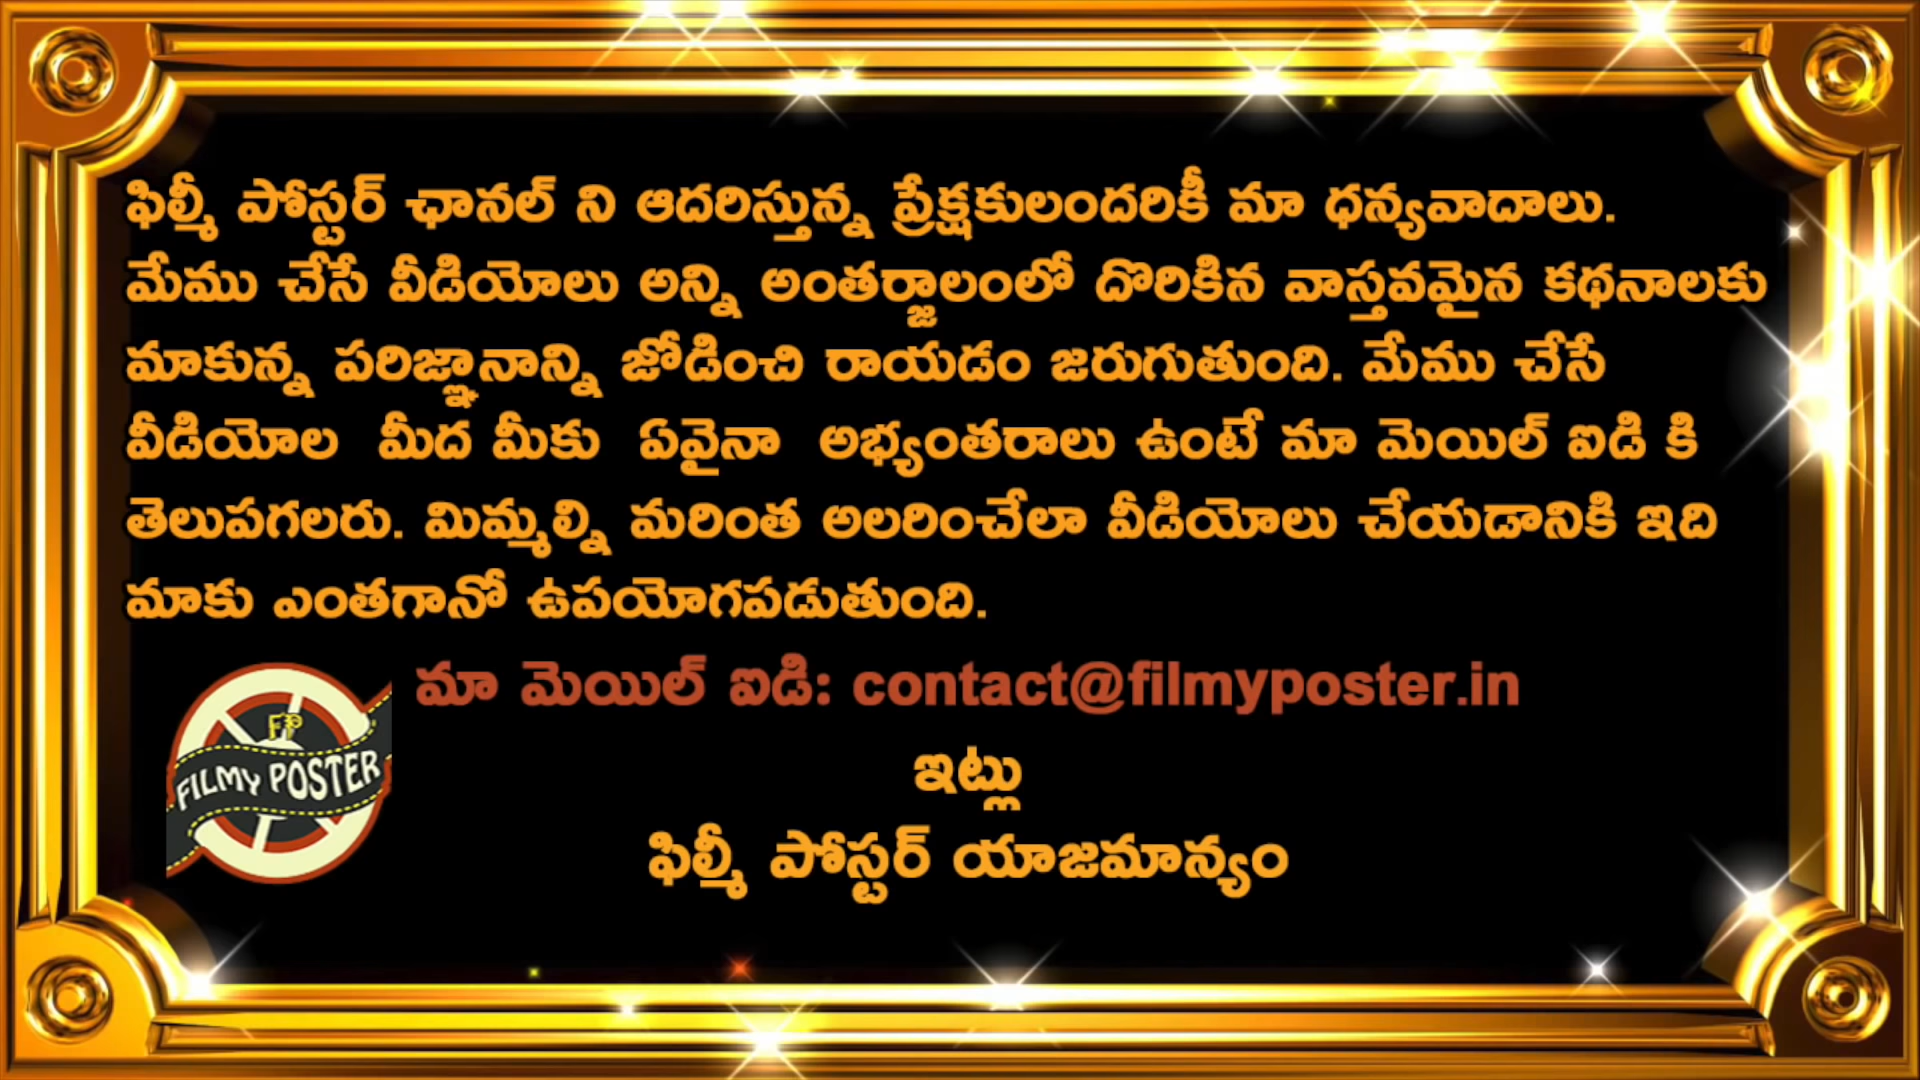 ఫిల్మీ పోస్టర్ ఛానల్ ని ఆదరిస్తున్న ప్రేక్షకులందరికీ మా ధన్యవాదాలు.
మేము చేసే వీడియోలు అన్ని అంతర్జాలంలో దొరికిన వాస్తవమైన కథనాలకు
మాకున్న పరిజ్ఞానాన్ని జోడించి రాయడం జరుగుతుంది. మేము చేసే
వీడియోల మీద మీకు ఏవైనా అభ్యంతరాలు ఉంటే మా మెయిల్ ఐడి కి
తెలుపగలరు. మిమ్మల్ని మరింత అలరించేలా వీడియోలు చేయడానికి ఇది
మాకు ఎంతగానో ఉపయోగపడుతుంది.
మా మెయిల్ ఐడి: contact@filmyposter.in
FP
FILMY POSTER
ఇట్లు
ఫిల్మీ పోస్టర్ యాజమాన్యం